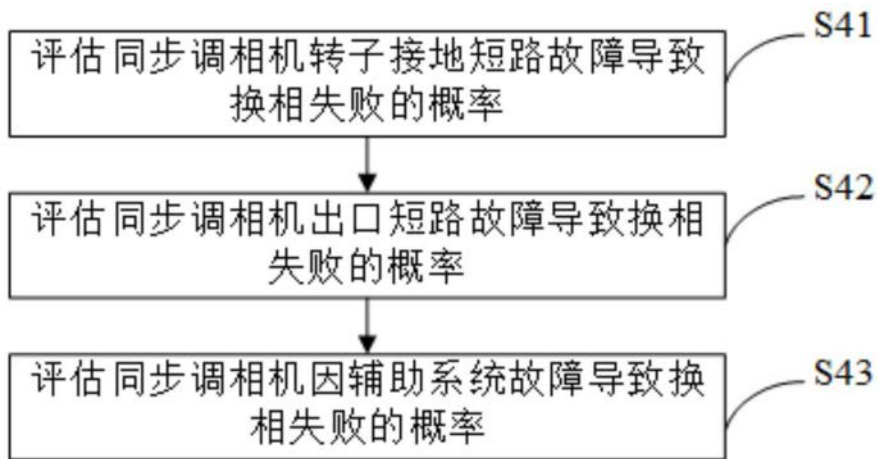 S41
评估同步调相机转子接地短路故障导致
换相失败的概率
S42
评估同步调相机出口短路故障导致换相
失败的概率
S43
评估同步调相机因辅助系统故障导致换
相失败的概率